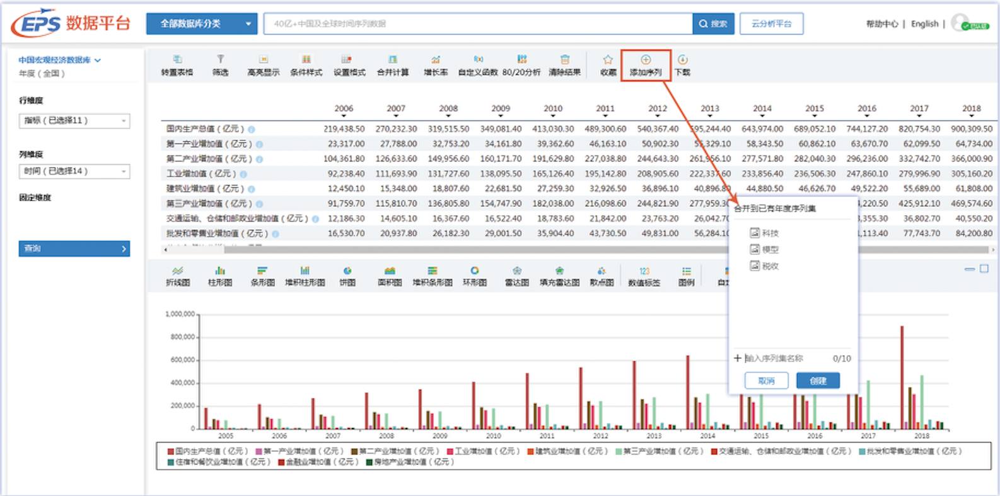 EPS 数据平台
全部数据库分类
40亿+中国及全球时间序列数据
搜索
云分析平台
帮助中心 | English |
已认证
中国宏观经济数据库
年度（全国）
行维度
指标（已选择11）
列维度
时间（已选择14）
固定维度
查询
转置表格 筛选 高亮显示 条件样式 设置格式 合并计算 增长率 自定义函数 80/20分析 清除结果 收藏 添加序列 下载
2006 2007 2008 2009 2010 2011 2012 2013 2014 2015 2016 2017 2018
国内生产总值（亿元） 219,438.50 270,232.30 319,515.50 349,081.40 413,030.30 489,300.60 540,367.40 595,244.40 643,974.00 689,052.10 744,127.20 820,754.30 900,309.50
第一产业增加值（亿元） 23,317.00 27,788.00 32,753.20 34,161.80 39,362.60 46,163.10 50,902.30 55,329.10 58,343.50 60,862.10 63,670.70 62,099.50 64,734.00
第二产业增加值（亿元） 104,361.80 126,633.60 149,956.60 160,171.70 191,629.80 227,038.80 244,643.30 261,956.10 277,571.80 282,040.30 296,236.00 332,742.70 366,000.90
工业增加值（亿元） 92,238.40 111,693.90 131,727.60 138,095.50 165,126.40 195,142.80 208,905.60 222,337.60 233,856.40 236,506.30 247,860.10 279,996.90 305,160.20
建筑业增加值（亿元） 12,450.10 15,348.00 18,807.60 22,681.50 27,259.30 32,926.50 36,896.10 40,896.80 44,880.50 46,626.70 49,522.20 55,689.00 61,808.00
第三产业增加值（亿元） 91,759.70 115,810.70 136,805.80 154,747.90 182,038.00 216,098.60 244,821.90 277,959.30 4,220.50 425,912.10 469,574.60
交通运输、仓储和邮政业增加值（亿元） 12,186.30 14,605.10 16,367.60 16,522.40 18,783.60 21,842.00 23,763.20 26,042.70 3,355.30 36,802.70 40,550.20
批发和零售业增加值（亿元） 16,530.70 20,937.80 26,182.30 29,001.50 35,904.40 43,730.50 49,831.00 56,284.10 1,113.40 77,743.70 84,200.80
合并到已有年度序列集
科技
模型
税收
+ 输入序列集名称 0/10
取消 创建
折线图 柱形图 条形图 堆积柱形图 饼图 面积图 堆积条形图 环形图 雷达图 填充雷达图 散点图 数值标签 图例 自定
1,000,000
800,000
600,000
400,000
200,000
0
2005 2006 2007 2008 2009 2010 2011 2012 2013 2014 2015 2016 2017 2018
国内生产总值（亿元） 第一产业增加值（亿元） 第二产业增加值（亿元） 工业增加值（亿元） 建筑业增加值（亿元） 第三产业增加值（亿元） 交通运输、仓储和邮政业增加值（亿元） 批发和零售业增加值（亿元）
住宿和餐饮业增加值（亿元） 金融业增加值（亿元） 房地产业增加值（亿元）